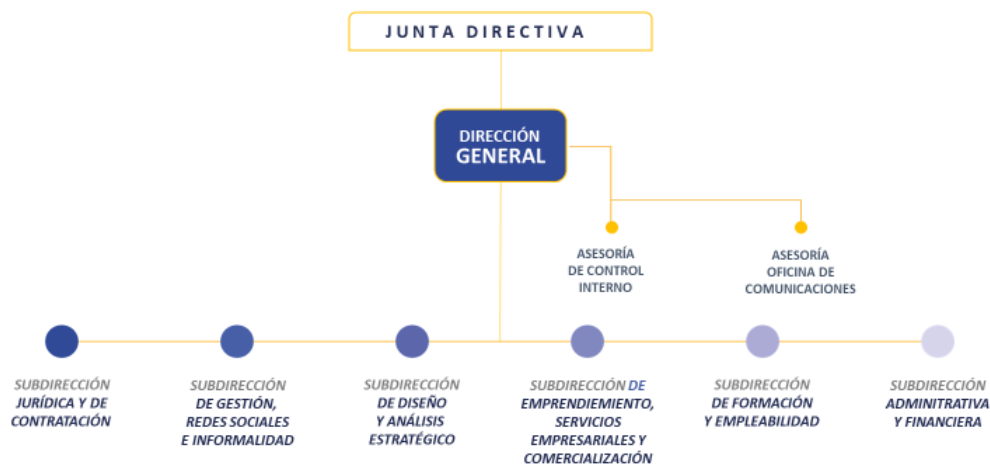 JUNTA DIRECTIVA
DIRECCIÓN
GENERAL
ASESORÍA
DE CONTROL
INTERNO
ASESORÍA
OFICINA DE
COMUNICACIONES
SUBDIRECCIÓN
JURÍDICA Y DE
CONTRATACIÓN
SUBDIRECCIÓN
DE GESTIÓN,
REDES SOCIALES
E INFORMALIDAD
SUBDIRECCIÓN
DE DISEÑO
Y ANÁLISIS
ESTRATÉGICO
SUBDIRECCIÓN DE
EMPRENDIEMIENTO,
SERVICIOS
EMPRESARIALES Y
COMERCIALIZACIÓN
SUBDIRECCIÓN
DE FORMACIÓN
Y EMPLEABILIDAD
SUBDIRECCIÓN
ADMINITRATIVA
Y FINANCIERA